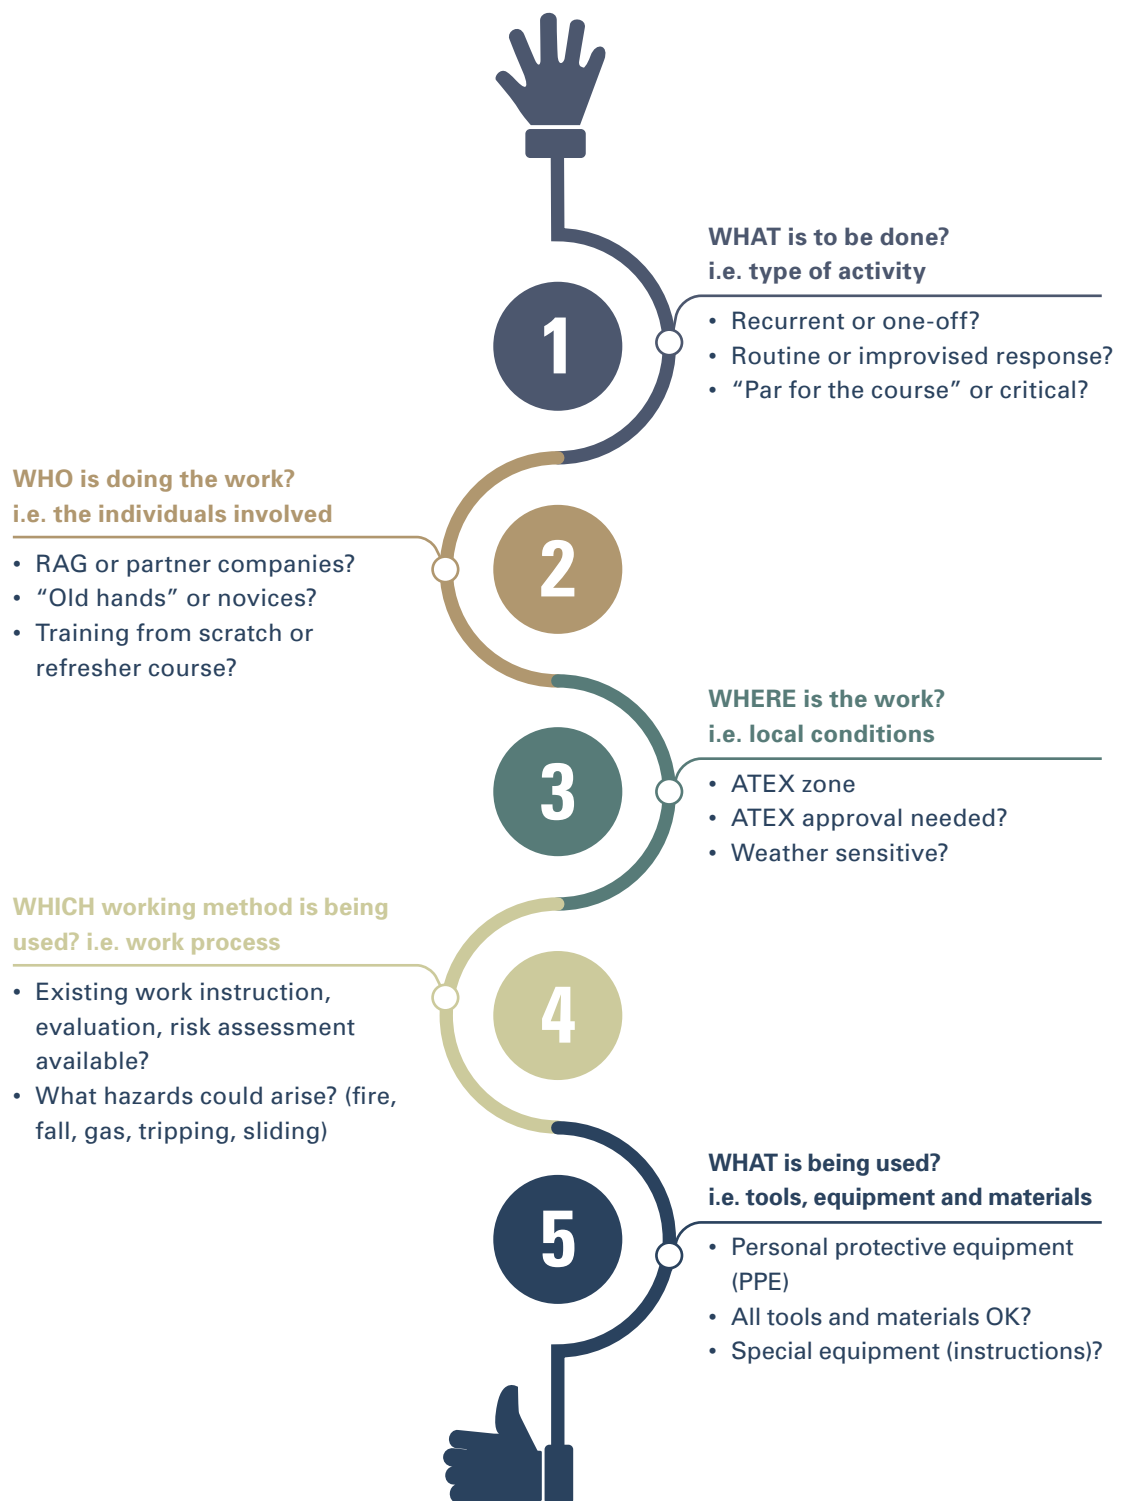 WHAT is to be done?
i.e. type of activity
1
• Recurrent or one-off?
• Routine or improvised response?
• “Par for the course” or critical?
WHO is doing the work?
i.e. the individuals involved
2
• RAG or partner companies?
• “Old hands” or novices?
• Training from scratch or
refresher course?
WHERE is the work?
i.e. local conditions
3
• ATEX zone
• ATEX approval needed?
• Weather sensitive?
WHICH working method is being
used? i.e. work process
4
• Existing work instruction,
evaluation, risk assessment
available?
• What hazards could arise? (fire,
fall, gas, tripping, sliding)
WHAT is being used?
i.e. tools, equipment and materials
5
• Personal protective equipment
(PPE)
• All tools and materials OK?
• Special equipment (instructions)?